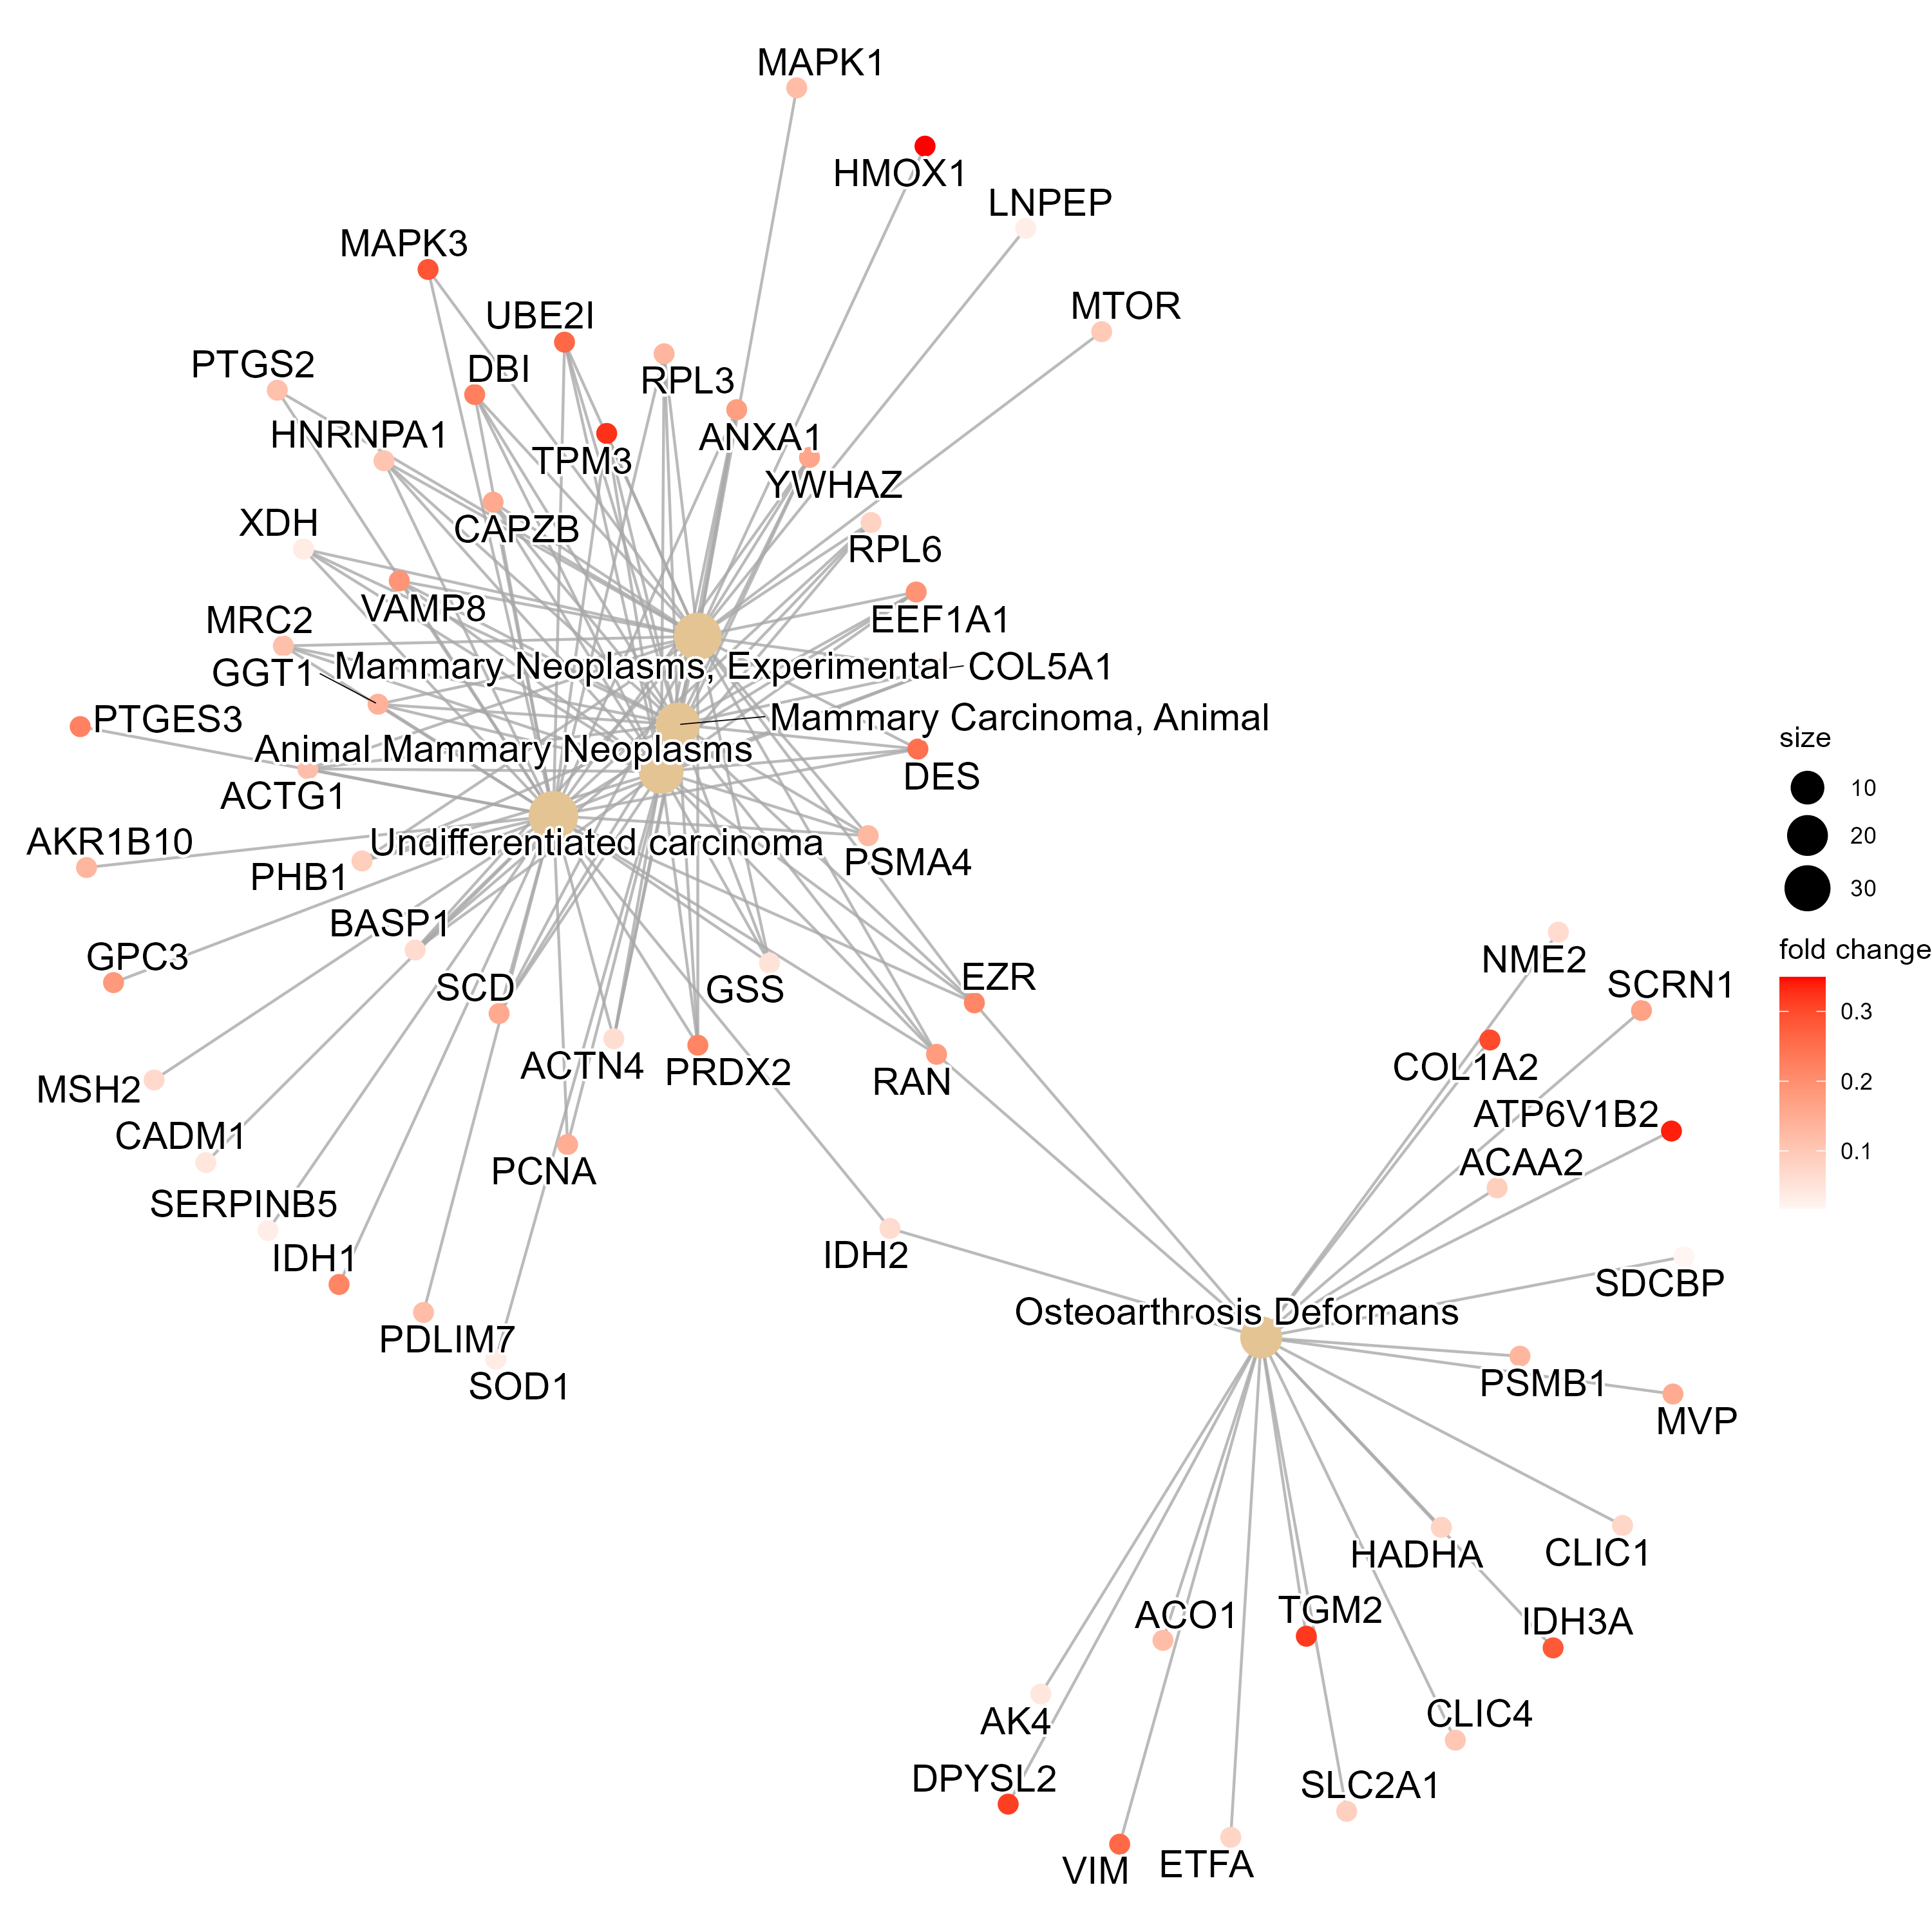 MAPK1
HMOX1
LNPEP
MAPK3
MTOR
UBE2I
PTGS2
DBI
RPL3
HNRNPA1
ANXA1
TPM3
YWHAZ
XDH
CAPZB
RPL6
VAMP8
MRC2
EEF1A1
GGT1
Mammary Neoplasms, Experimental
COL5A1
PTGES3
Mammary Carcinoma, Animal
Animal Mammary Neoplasms
DES
ACTG1
AKR1B10
Undifferentiated carcinoma
PSMA4
PHB1
BASP1
GPC3
SCD
GSS
EZR
MSH2
ACTN4
PRDX2
RAN
CADM1
PCNA
SERPINB5
IDH1
IDH2
PDLIM7
SOD1
NME2
SCRN1
COL1A2
ATP6V1B2
ACAA2
SDCBP
Osteoarthrosis Deformans
PSMB1
MVP
HADHA
CLIC1
ACO1
TGM2
IDH3A
AK4
CLIC4
DPYSL2
SLC2A1
VIM
ETFA
size
10
20
30
fold change
0.3
0.2
0.1